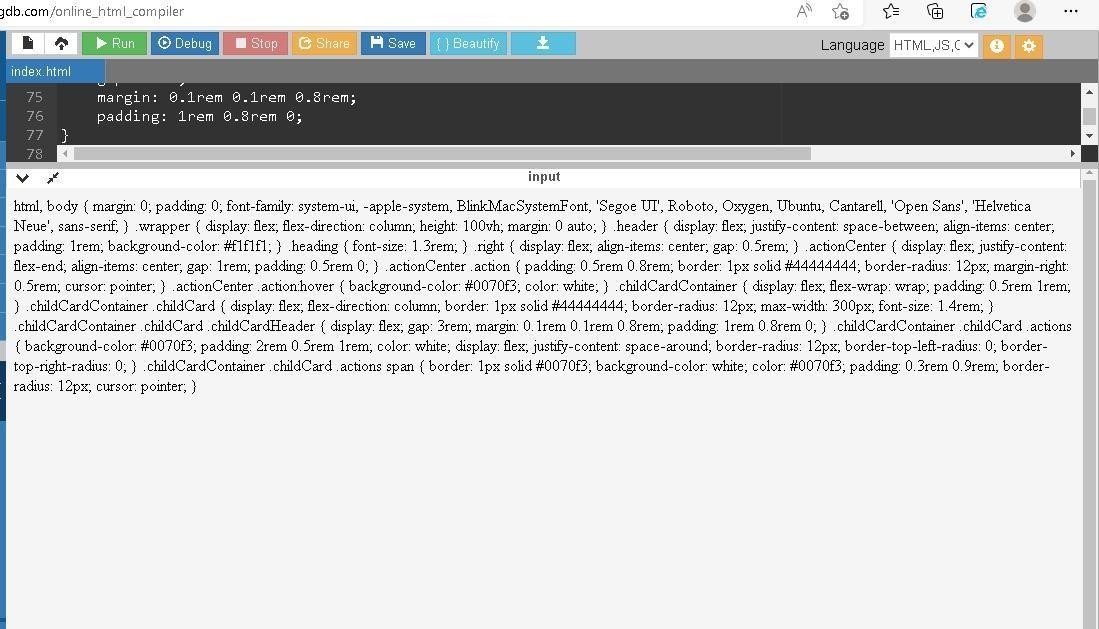 gdb.com/online_html_compiler
Run Debug Stop Share Save { } Beautify Language HTML,JS,C
index.html
75 margin: 0.1rem 0.1rem 0.8rem;
76 padding: 1rem 0.8rem 0;
77 }
78
input
html, body { margin: 0; padding: 0; font-family: system-ui, -apple-system, BlinkMacSystemFont, 'Segoe UI', Roboto, Oxygen, Ubuntu, Cantarell, 'Open Sans', 'Helvetica
Neue', sans-serif; } .wrapper { display: flex; flex-direction: column; height: 100vh; margin: 0 auto; } .header { display: flex; justify-content: space-between; align-items: center;
padding: 1rem; background-color: #f1f1f1; } .heading { font-size: 1.3rem; } .right { display: flex; align-items: center; gap: 0.5rem; } .actionCenter { display: flex; justify-content:
flex-end; align-items: center; gap: 1rem; padding: 0.5rem 0; } .actionCenter .action { padding: 0.5rem 0.8rem; border: 1px solid #44444444; border-radius: 12px; margin-right:
0.5rem; cursor: pointer; } .actionCenter .action:hover { background-color: #0070f3; color: white; } .childCardContainer { display: flex; flex-wrap: wrap; padding: 0.5rem 1rem;
} .childCardContainer .childCard { display: flex; flex-direction: column; border: 1px solid #44444444; border-radius: 12px; max-width: 300px; font-size: 1.4rem; }
.childCardContainer .childCard .childCardHeader { display: flex; gap: 3rem; margin: 0.1rem 0.1rem 0.8rem; padding: 1rem 0.8rem 0; } .childCardContainer .childCard .actions
{ background-color: #0070f3; padding: 2rem 0.5rem 1rem; color: white; display: flex; justify-content: space-around; border-radius: 12px; border-top-left-radius: 0; border-
top-right-radius: 0; } .childCardContainer .childCard .actions span { border: 1px solid #0070f3; background-color: white; color: #0070f3; padding: 0.3rem 0.9rem; border-
radius: 12px; cursor: pointer; }